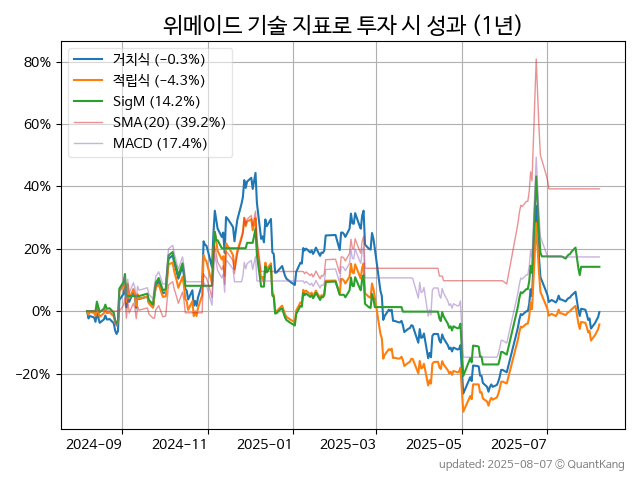 위메이드 기술 지표로 투자 시 성과 (1년)
거치식 (−0.3%)
적립식 (−4.3%)
SigM (14.2%)
SMA(20) (39.2%)
MACD (17.4%)
80%
60%
40%
20%
0%
−20%
2024-09 2024-11 2025-01 2025-03 2025-05 2025-07
updated: 2025-08-07 ⓒ QuantKang